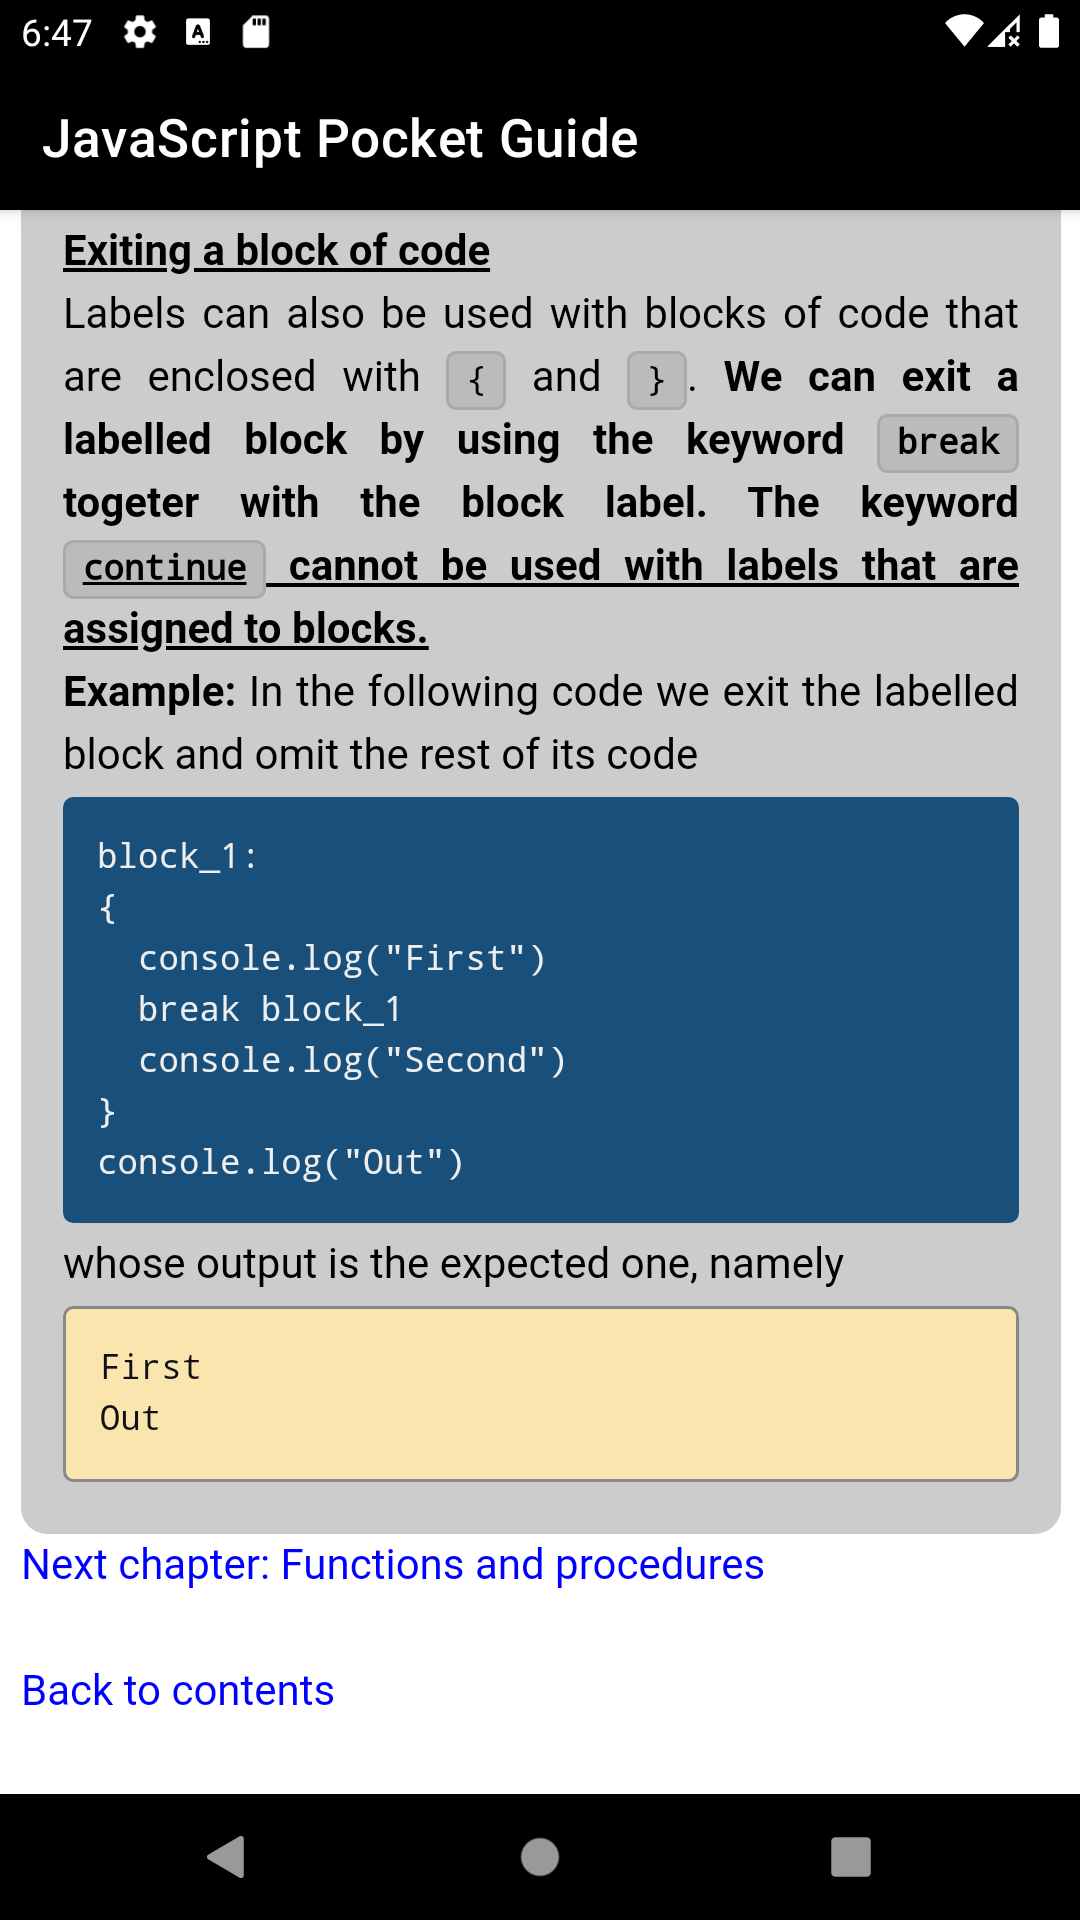 6:47
JavaScript Pocket Guide
Exiting a block of code
Labels can also be used with blocks of code that
are enclosed with { and }. We can exit a
labelled block by using the keyword break
togeter with the block label. The keyword
continue cannot be used with labels that are
assigned to blocks.
Example: In the following code we exit the labelled
block and omit the rest of its code
block_1:
{
  console.log("First")
  break block_1
  console.log("Second")
}
console.log("Out")
whose output is the expected one, namely
First
Out
Next chapter: Functions and procedures
Back to contents